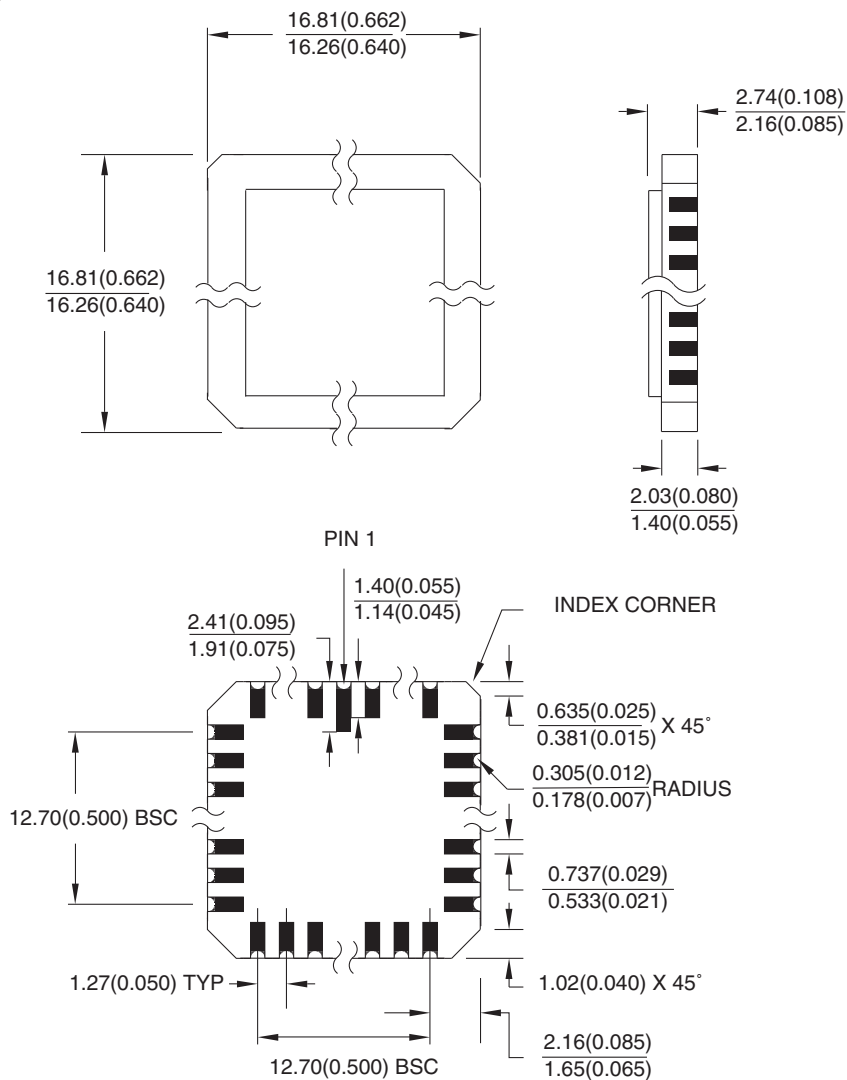 16.81(0.662)
16.26(0.640)
2.74(0.108)
2.16(0.085)
16.81(0.662)
16.26(0.640)
2.03(0.080)
1.40(0.055)
PIN 1
1.40(0.055)
1.14(0.045)
INDEX CORNER
2.41(0.095)
1.91(0.075)
0.635(0.025)
0.381(0.015) X 45˚
0.305(0.012)
0.178(0.007) RADIUS
12.70(0.500) BSC
0.737(0.029)
0.533(0.021)
1.27(0.050) TYP
1.02(0.040) X 45˚
12.70(0.500) BSC
2.16(0.085)
1.65(0.065)